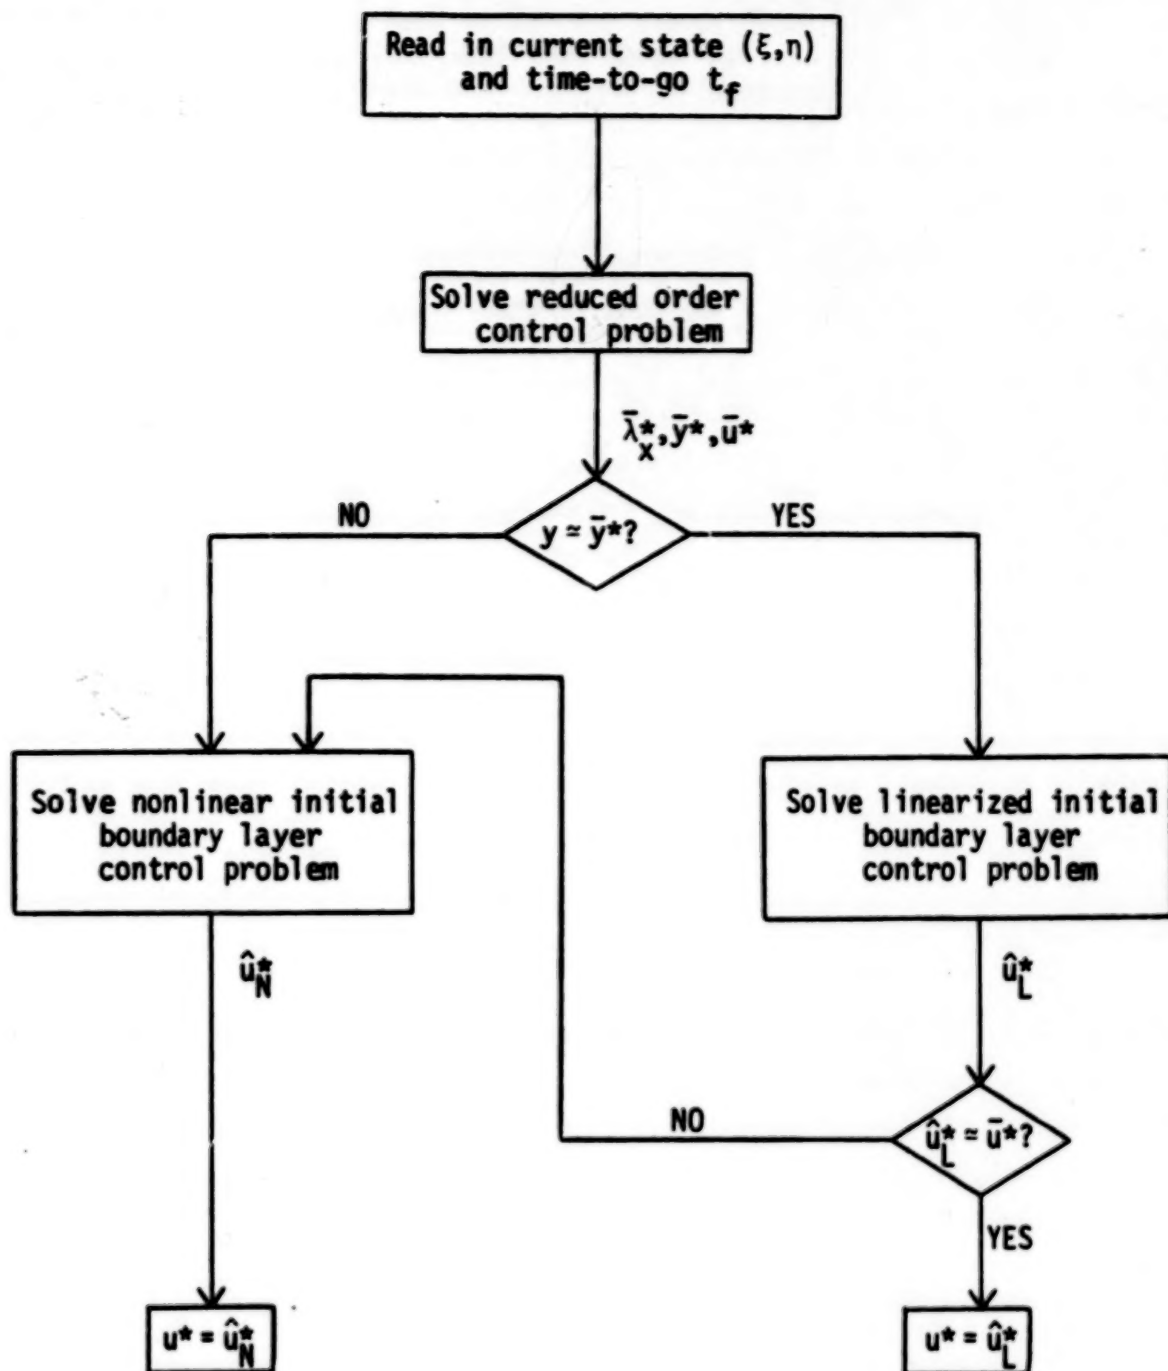 Read in current state (ξ,η)
and time-to-go t_f
Solve reduced order
control problem
λ̄*_x, ȳ*, ū*
NO
y ≃ ȳ*?
YES
Solve nonlinear initial
boundary layer
control problem
Solve linearized initial
boundary layer
control problem
û*_N
û*_L
NO
û*_L ≃ ū*?
YES
u* = û*_N
u* = û*_L